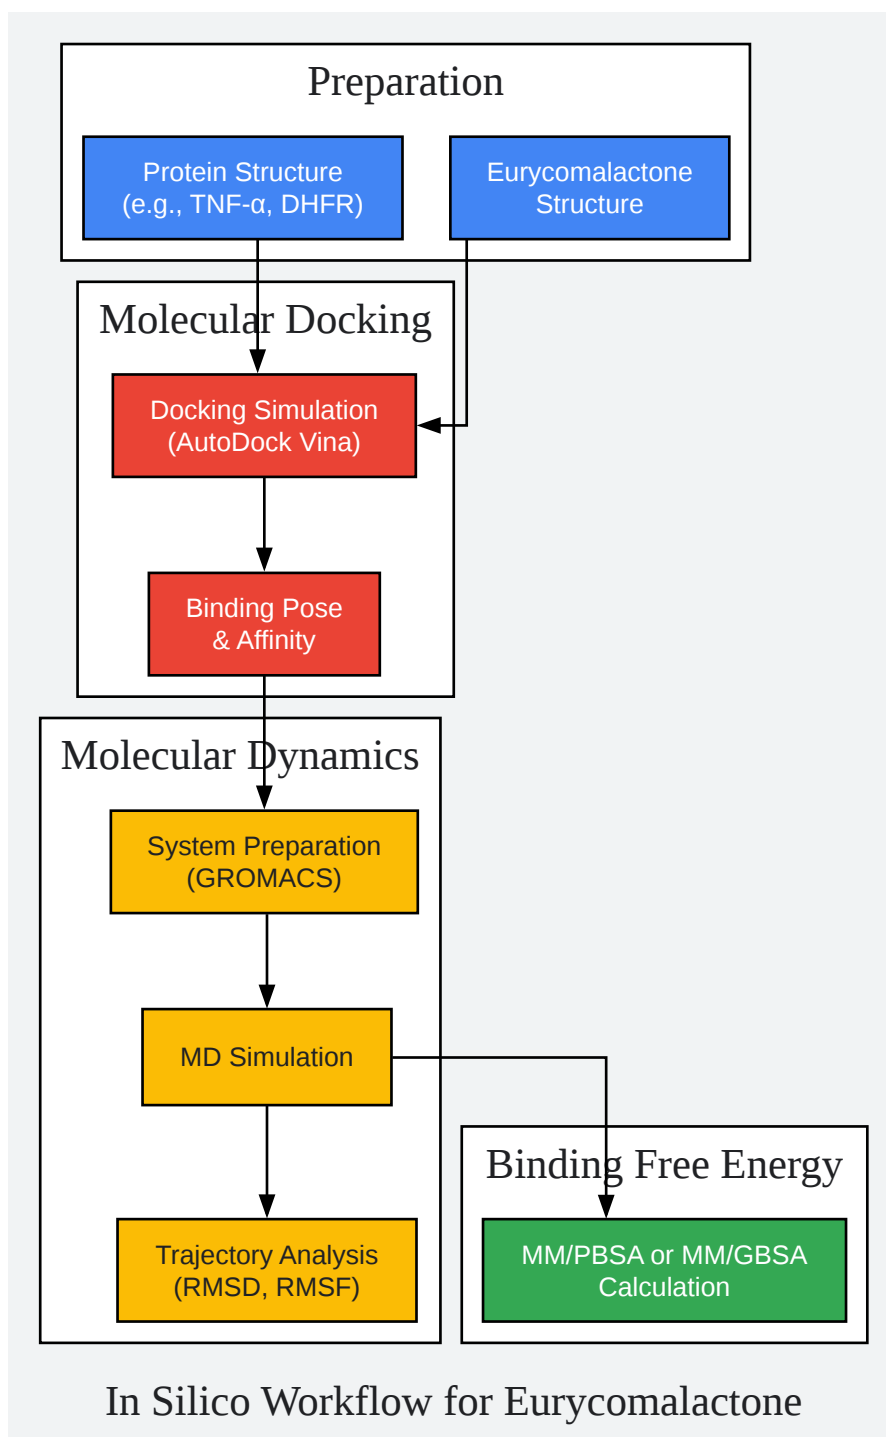 Preparation
Protein Structure
(e.g., TNF-α, DHFR)
Eurycomalactone
Structure
Molecular Docking
Docking Simulation
(AutoDock Vina)
Binding Pose
& Affinity
Molecular Dynamics
System Preparation
(GROMACS)
MD Simulation
Trajectory Analysis
(RMSD, RMSF)
Binding Free Energy
MM/PBSA or MM/GBSA
Calculation
In Silico Workflow for Eurycomalactone